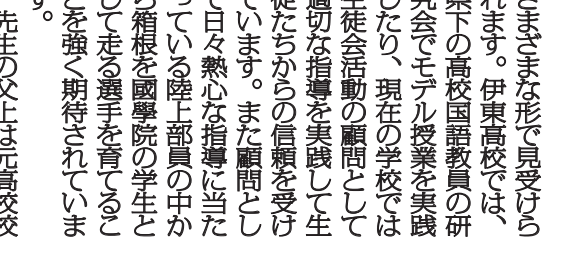 さまざまな形で見受けら
れます。伊東高校では、
県下の高校国語教員の研
究会でモデル授業を実践
したり、現在の学校では
生徒会活動の顧問として
適切な指導を実践して生
徒たちからの信頼を受け
ています。また顧問とし
て日々熱心な指導に当た
っている陸上部員の中か
ら箱根を國學院の学生と
して走る選手を育てるこ
とを強く期待されていま
す。
先生の父上は元高校校